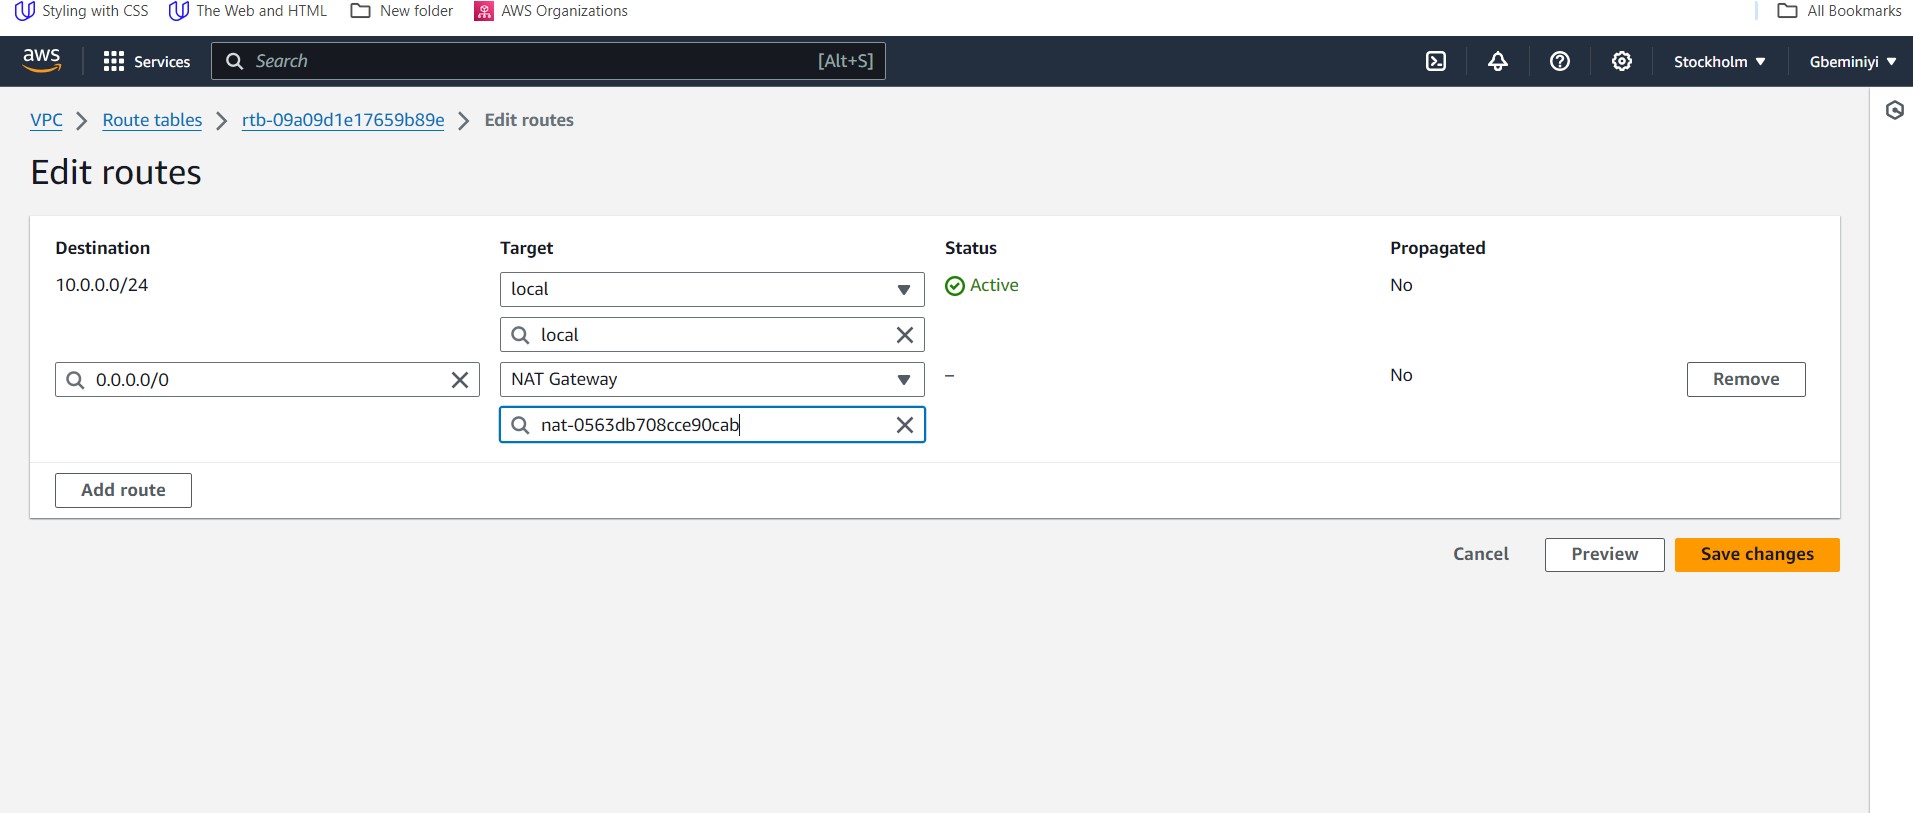 Styling with CSS The Web and HTML New folder AWS Organizations All Bookmarks
aws Services Search [Alt+S] Stockholm Gbeminiyi
VPC Route tables rtb-09a09d1e17659b89e Edit routes
Edit routes
Destination Target Status Propagated
10.0.0.0/24 local Active No
local
0.0.0.0/0 NAT Gateway – No Remove
nat-0563db708cce90cab
Add route
Cancel Preview Save changes